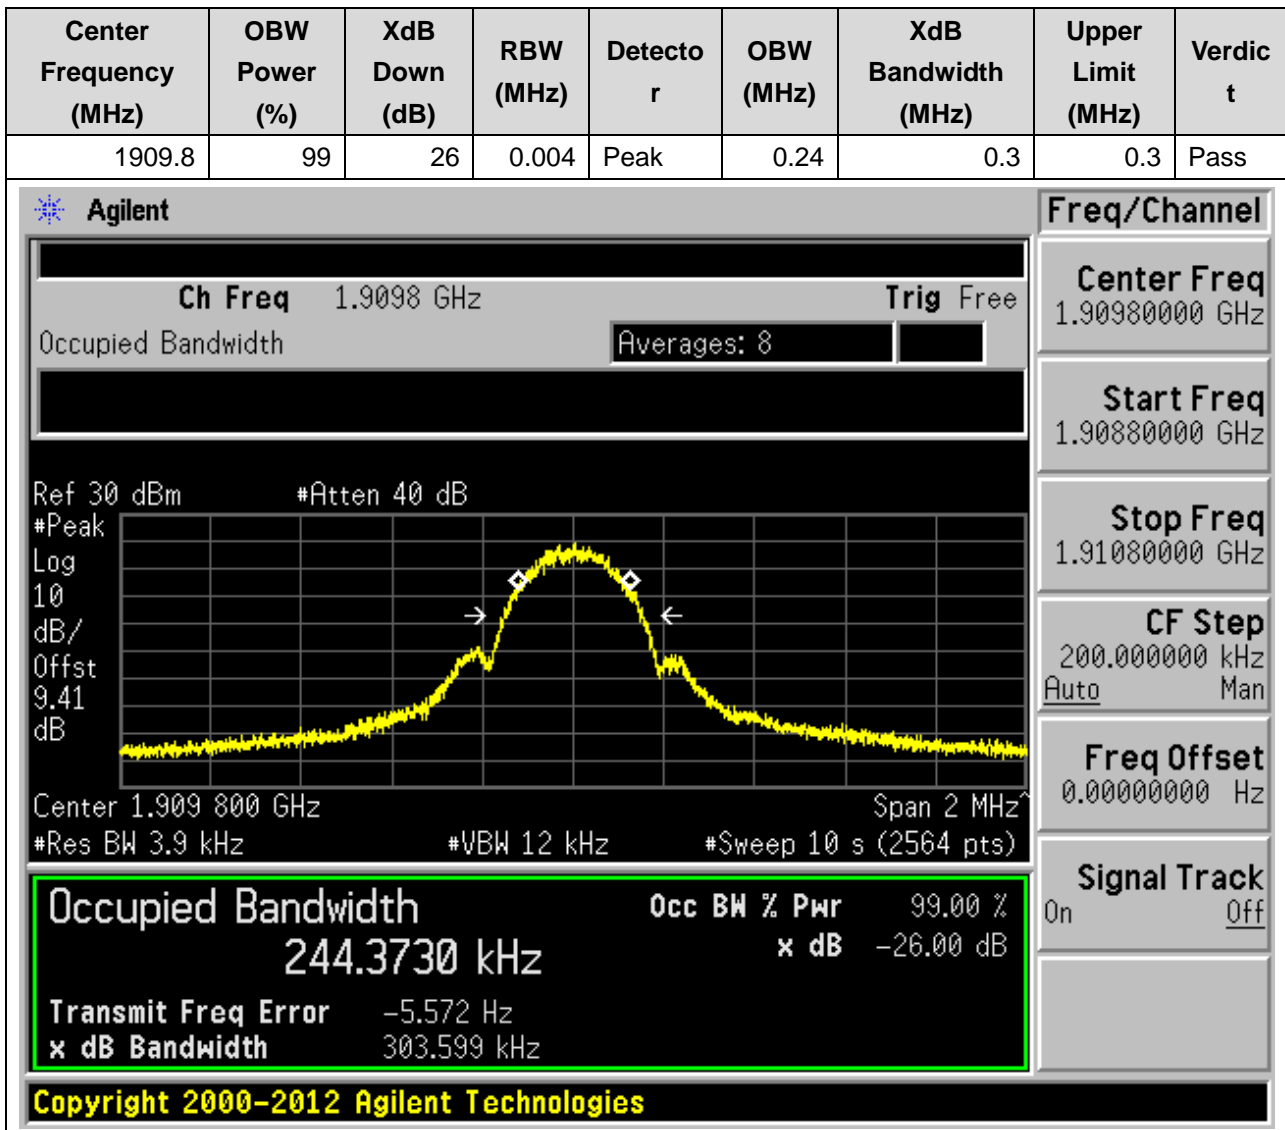 Center Frequency (MHz) OBW Power (%) XdB Down (dB) RBW (MHz) Detecto r OBW (MHz) XdB Bandwidth (MHz) Upper Limit (MHz) Verdic t
1909.8 99 26 0.004 Peak 0.24 0.3 0.3 Pass
Agilent
Freq/Channel
Ch Freq 1.9098 GHz Trig Free
Occupied Bandwidth Averages: 8
Ref 30 dBm #Atten 40 dB
#Peak
Log
10
dB/
Offst
9.41
dB
Center 1.909 800 GHz Span 2 MHz^
#Res BW 3.9 kHz #VBW 12 kHz #Sweep 10 s (2564 pts)
Occupied Bandwidth Occ BW % Pwr 99.00 %
244.3730 kHz x dB -26.00 dB
Transmit Freq Error -5.572 Hz
x dB Bandwidth 303.599 kHz
Center Freq
1.90980000 GHz
Start Freq
1.90880000 GHz
Stop Freq
1.91080000 GHz
CF Step
200.000000 kHz
Auto Man
Freq Offset
0.00000000 Hz
Signal Track
On Off
Copyright 2000-2012 Agilent Technologies